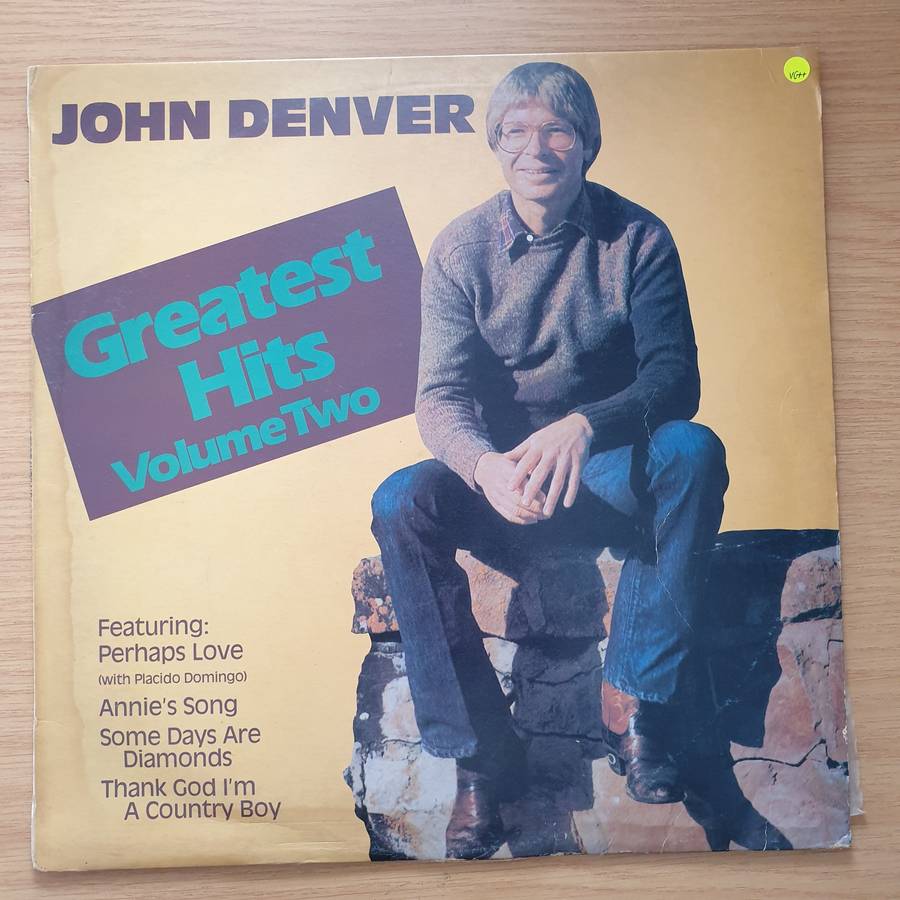 VG++
JOHN DENVER
Greatest
Hits
Volume Two
Featuring:
Perhaps Love
(with Placido Domingo)
Annie's Song
Some Days Are
Diamonds
Thank God I'm
A Country Boy